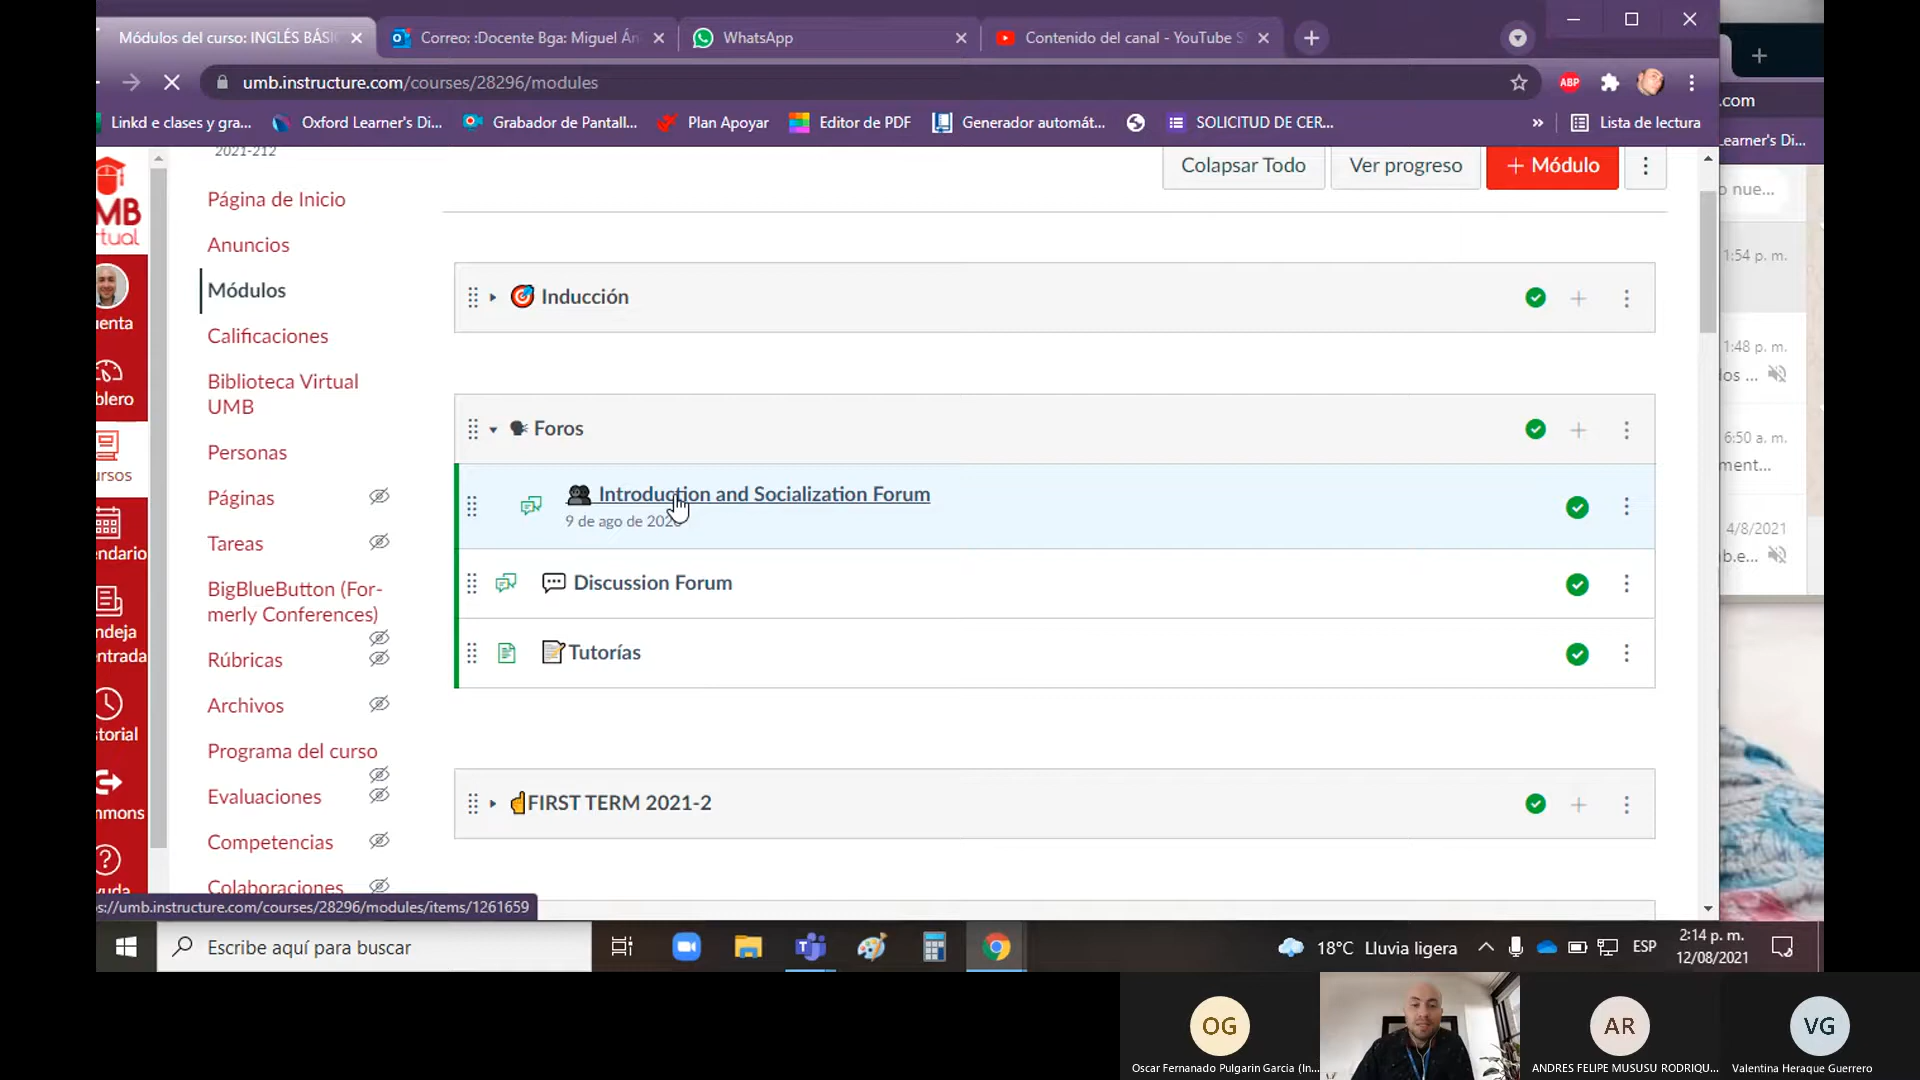 Módulos del curso: INGLÉS BÁSI
Correo: :Docente Bga: Miguel Án
WhatsApp
Contenido del canal - YouTube S
umb.instructure.com/courses/28296/modules
ABP
.com
Linkd e clases y gra...
Oxford Learner's Di...
Grabador de Pantall...
Plan Apoyar
Editor de PDF
Generador automát...
SOLICITUD DE CER...
»
Lista de lectura
earner's Di...
2021-212
Colapsar Todo
Ver progreso
+ Módulo
o nue...
UMB
rtual
Página de Inicio
Anuncios
Módulos
Calificaciones
Biblioteca Virtual
UMB
Personas
Páginas
Tareas
BigBlueButton (For-
merly Conferences)
Rúbricas
Archivos
Programa del curso
Evaluaciones
Competencias
Colaboraciones
enta
blero
ursos
endario
ndeja
entrada
torial
mmons
yuda
Inducción
Foros
Introduction and Socialization Forum
9 de ago de 202
Discussion Forum
Tutorías
FIRST TERM 2021-2
1:54 p. m.
1:48 p. m.
los ...
6:50 a. m.
ment...
4/8/2021
b.e...
s://umb.instructure.com/courses/28296/modules/items/1261659
Escribe aquí para buscar
18°C Lluvia ligera
ESP
2:14 p. m.
12/08/2021
OG
AR
VG
Oscar Fernanado Pulgarin Garcia (In...
ANDRES FELIPE MUSUSU RODRIQU...
Valentina Heraque Guerrero